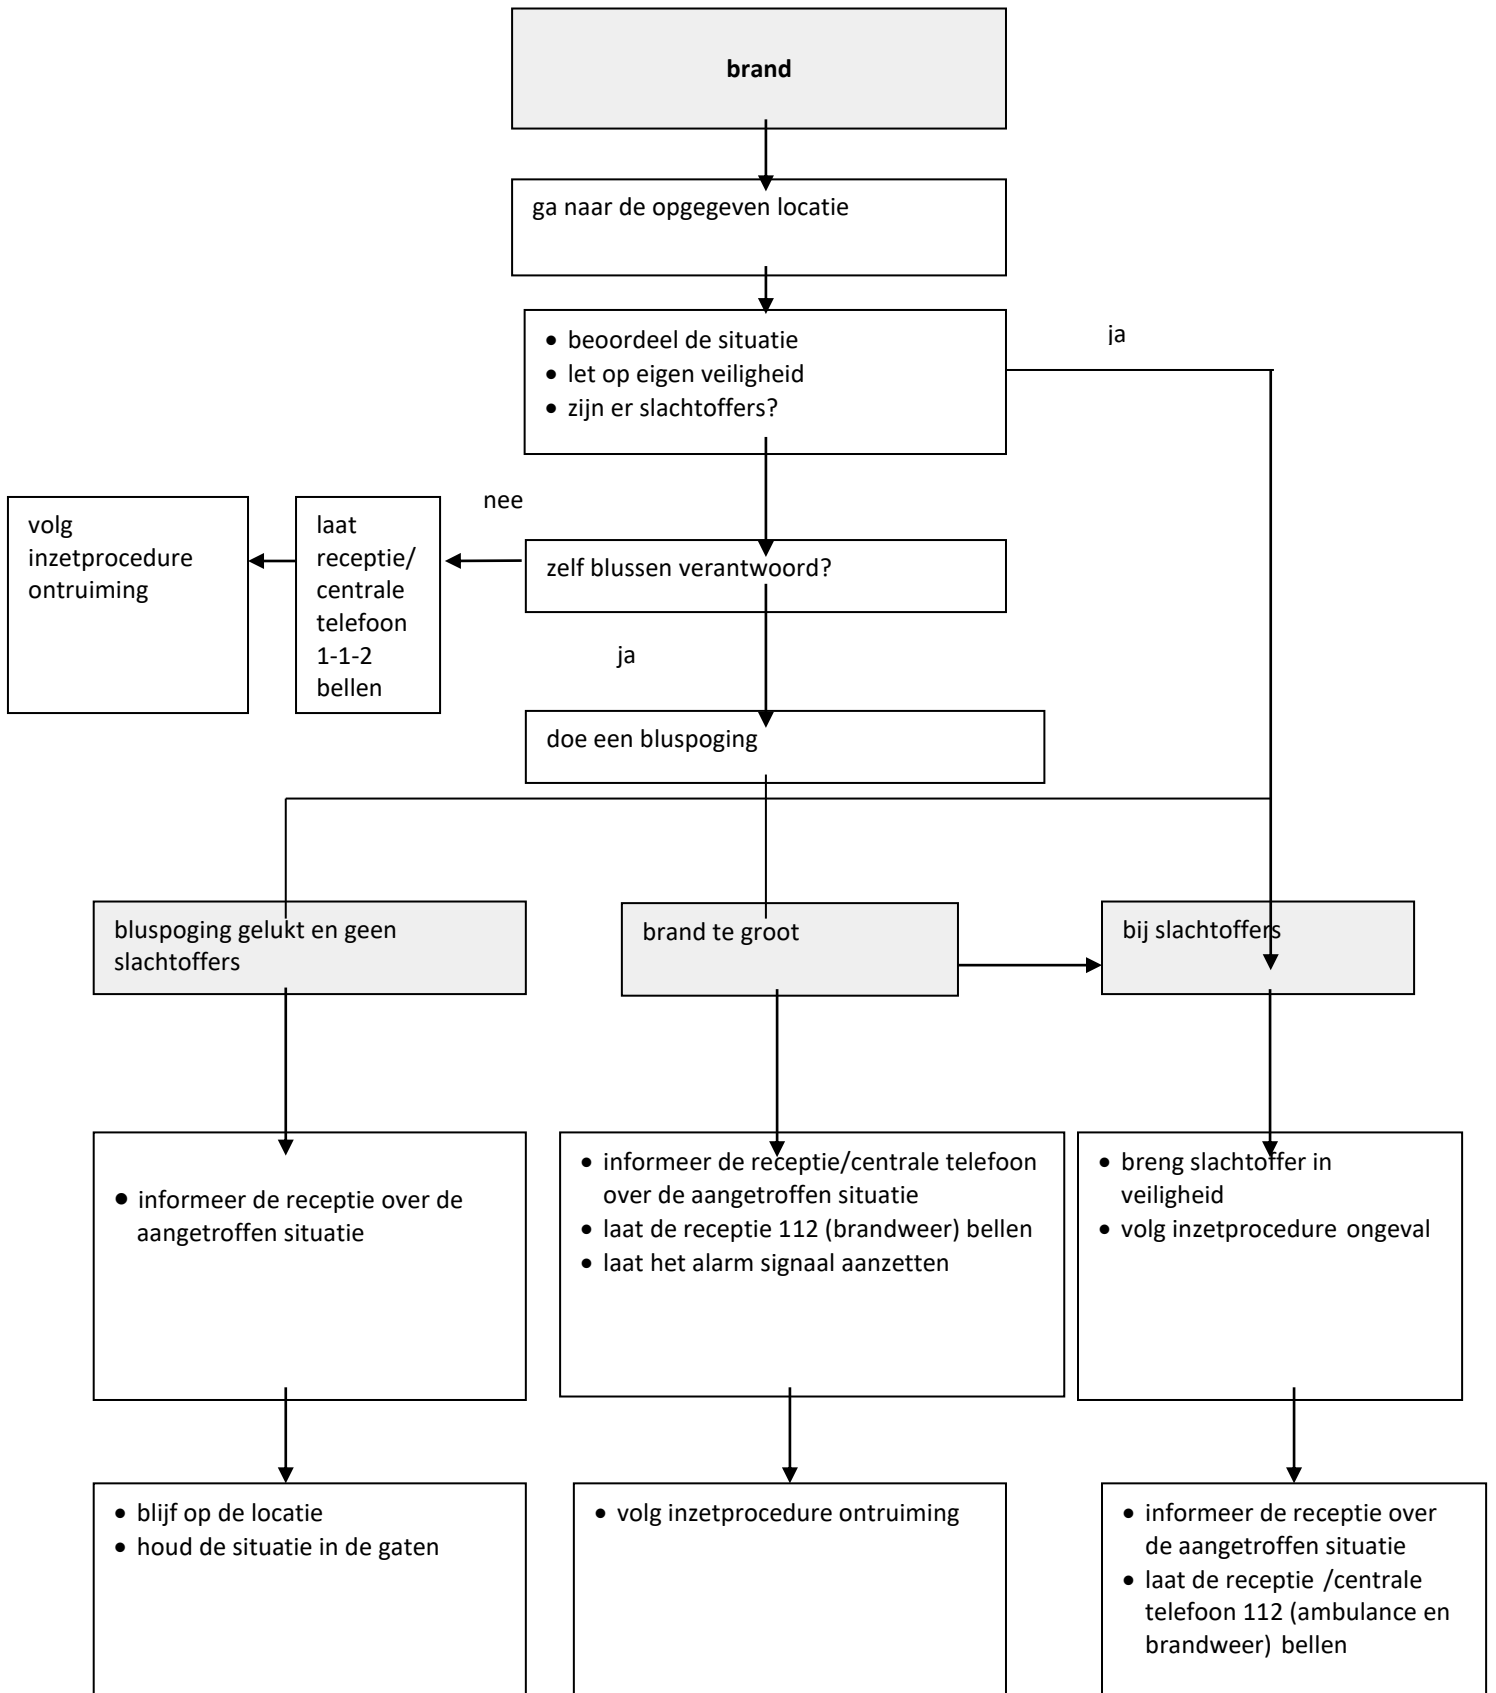 brand
ga naar de opgegeven locatie
• beoordeel de situatie
• let op eigen veiligheid
• zijn er slachtoffers?
ja
nee
volg
inzetprocedure
ontruiming
laat
receptie/
centrale
telefoon
1-1-2
bellen
zelf blussen verantwoord?
ja
doe een bluspoging
bluspoging gelukt en geen
slachtoffers
brand te groot
bij slachtoffers
• informeer de receptie over de
aangetroffen situatie
• informeer de receptie/centrale telefoon
over de aangetroffen situatie
• laat de receptie 112 (brandweer) bellen
• laat het alarm signaal aanzetten
• breng slachtoffer in
veiligheid
• volg inzetprocedure ongeval
• blijf op de locatie
• houd de situatie in de gaten
• volg inzetprocedure ontruiming
• informeer de receptie over
de aangetroffen situatie
• laat de receptie /centrale
telefoon 112 (ambulance en
brandweer) bellen